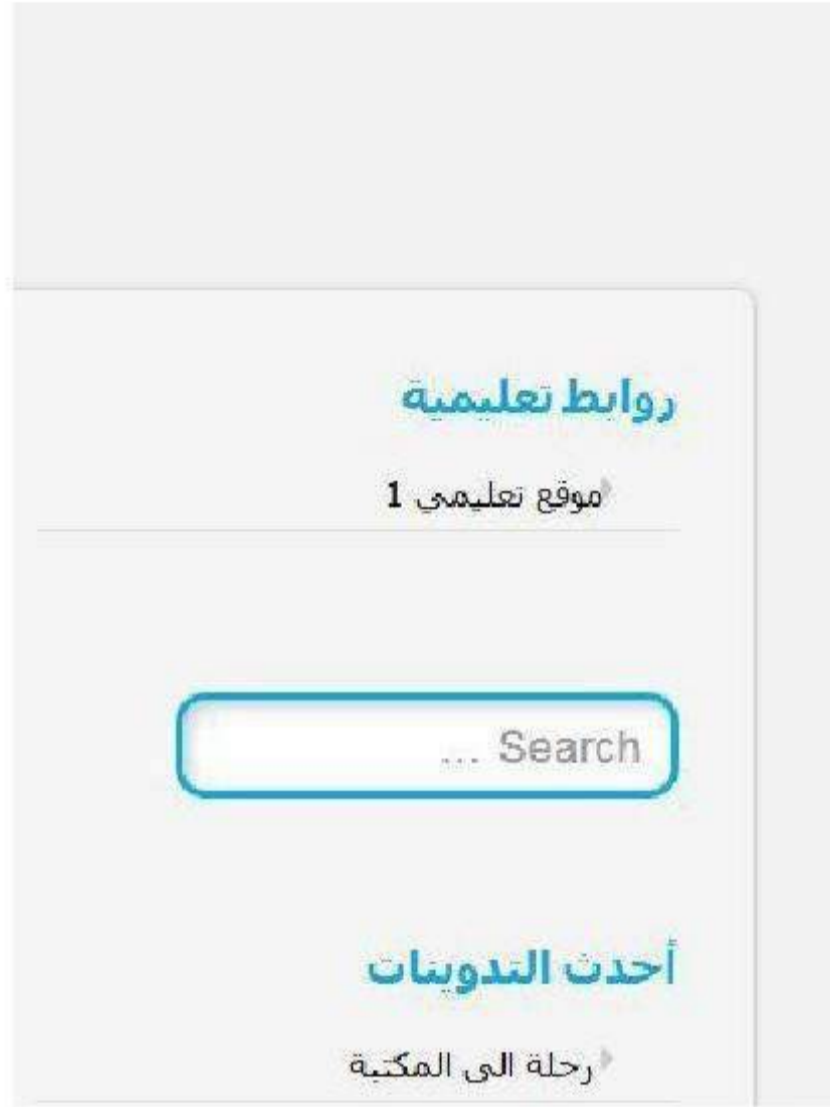 روابط تعليمية
موقع تعليمي 1
Search ...
أحدث التدوينات
رحلة الى المكتبة